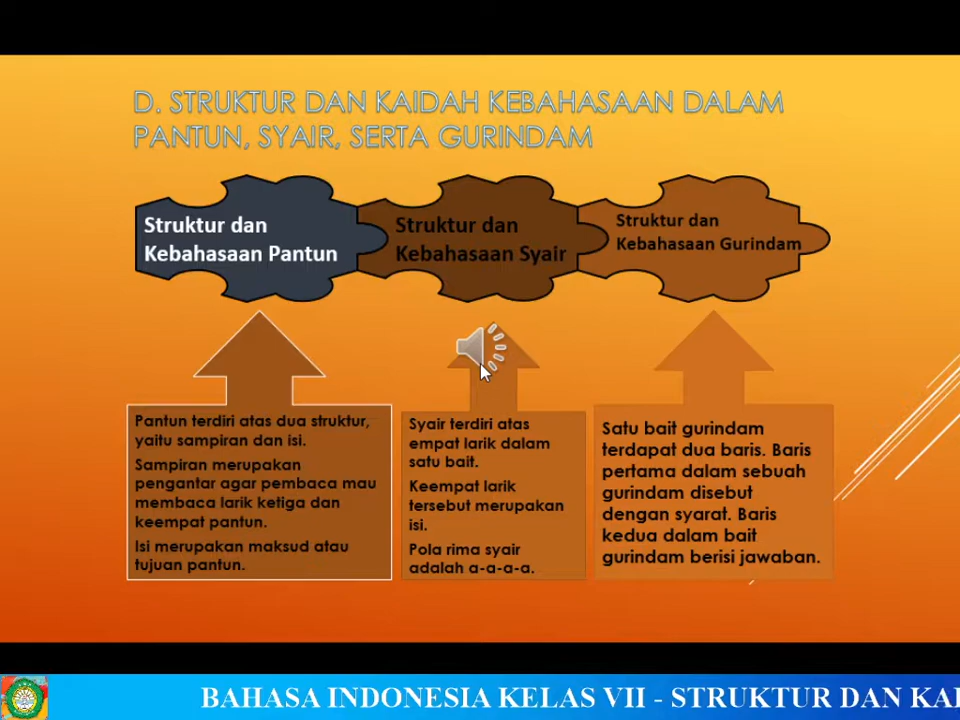 D. STRUKTUR DAN KAIDAH KEBAHASAAN DALAM
PANTUN, SYAIR, SERTA GURINDAM
Struktur dan
Kebahasaan Pantun
Struktur dan
Kebahasaan Syair
Struktur dan
Kebahasaan Gurindam
Pantun terdiri atas dua struktur,
yaitu sampiran dan isi.
Sampiran merupakan
pengantar agar pembaca mau
membaca larik ketiga dan
keempat pantun.
Isi merupakan maksud atau
tujuan pantun.
Syair terdiri atas
empat larik dalam
satu bait.
Keempat larik
tersebut merupakan
isi.
Pola rima syair
adalah a-a-a-a.
Satu bait gurindam
terdapat dua baris. Baris
pertama dalam sebuah
gurindam disebut
dengan syarat. Baris
kedua dalam bait
gurindam berisi jawaban.
BAHASA INDONESIA KELAS VII - STRUKTUR DAN KAI